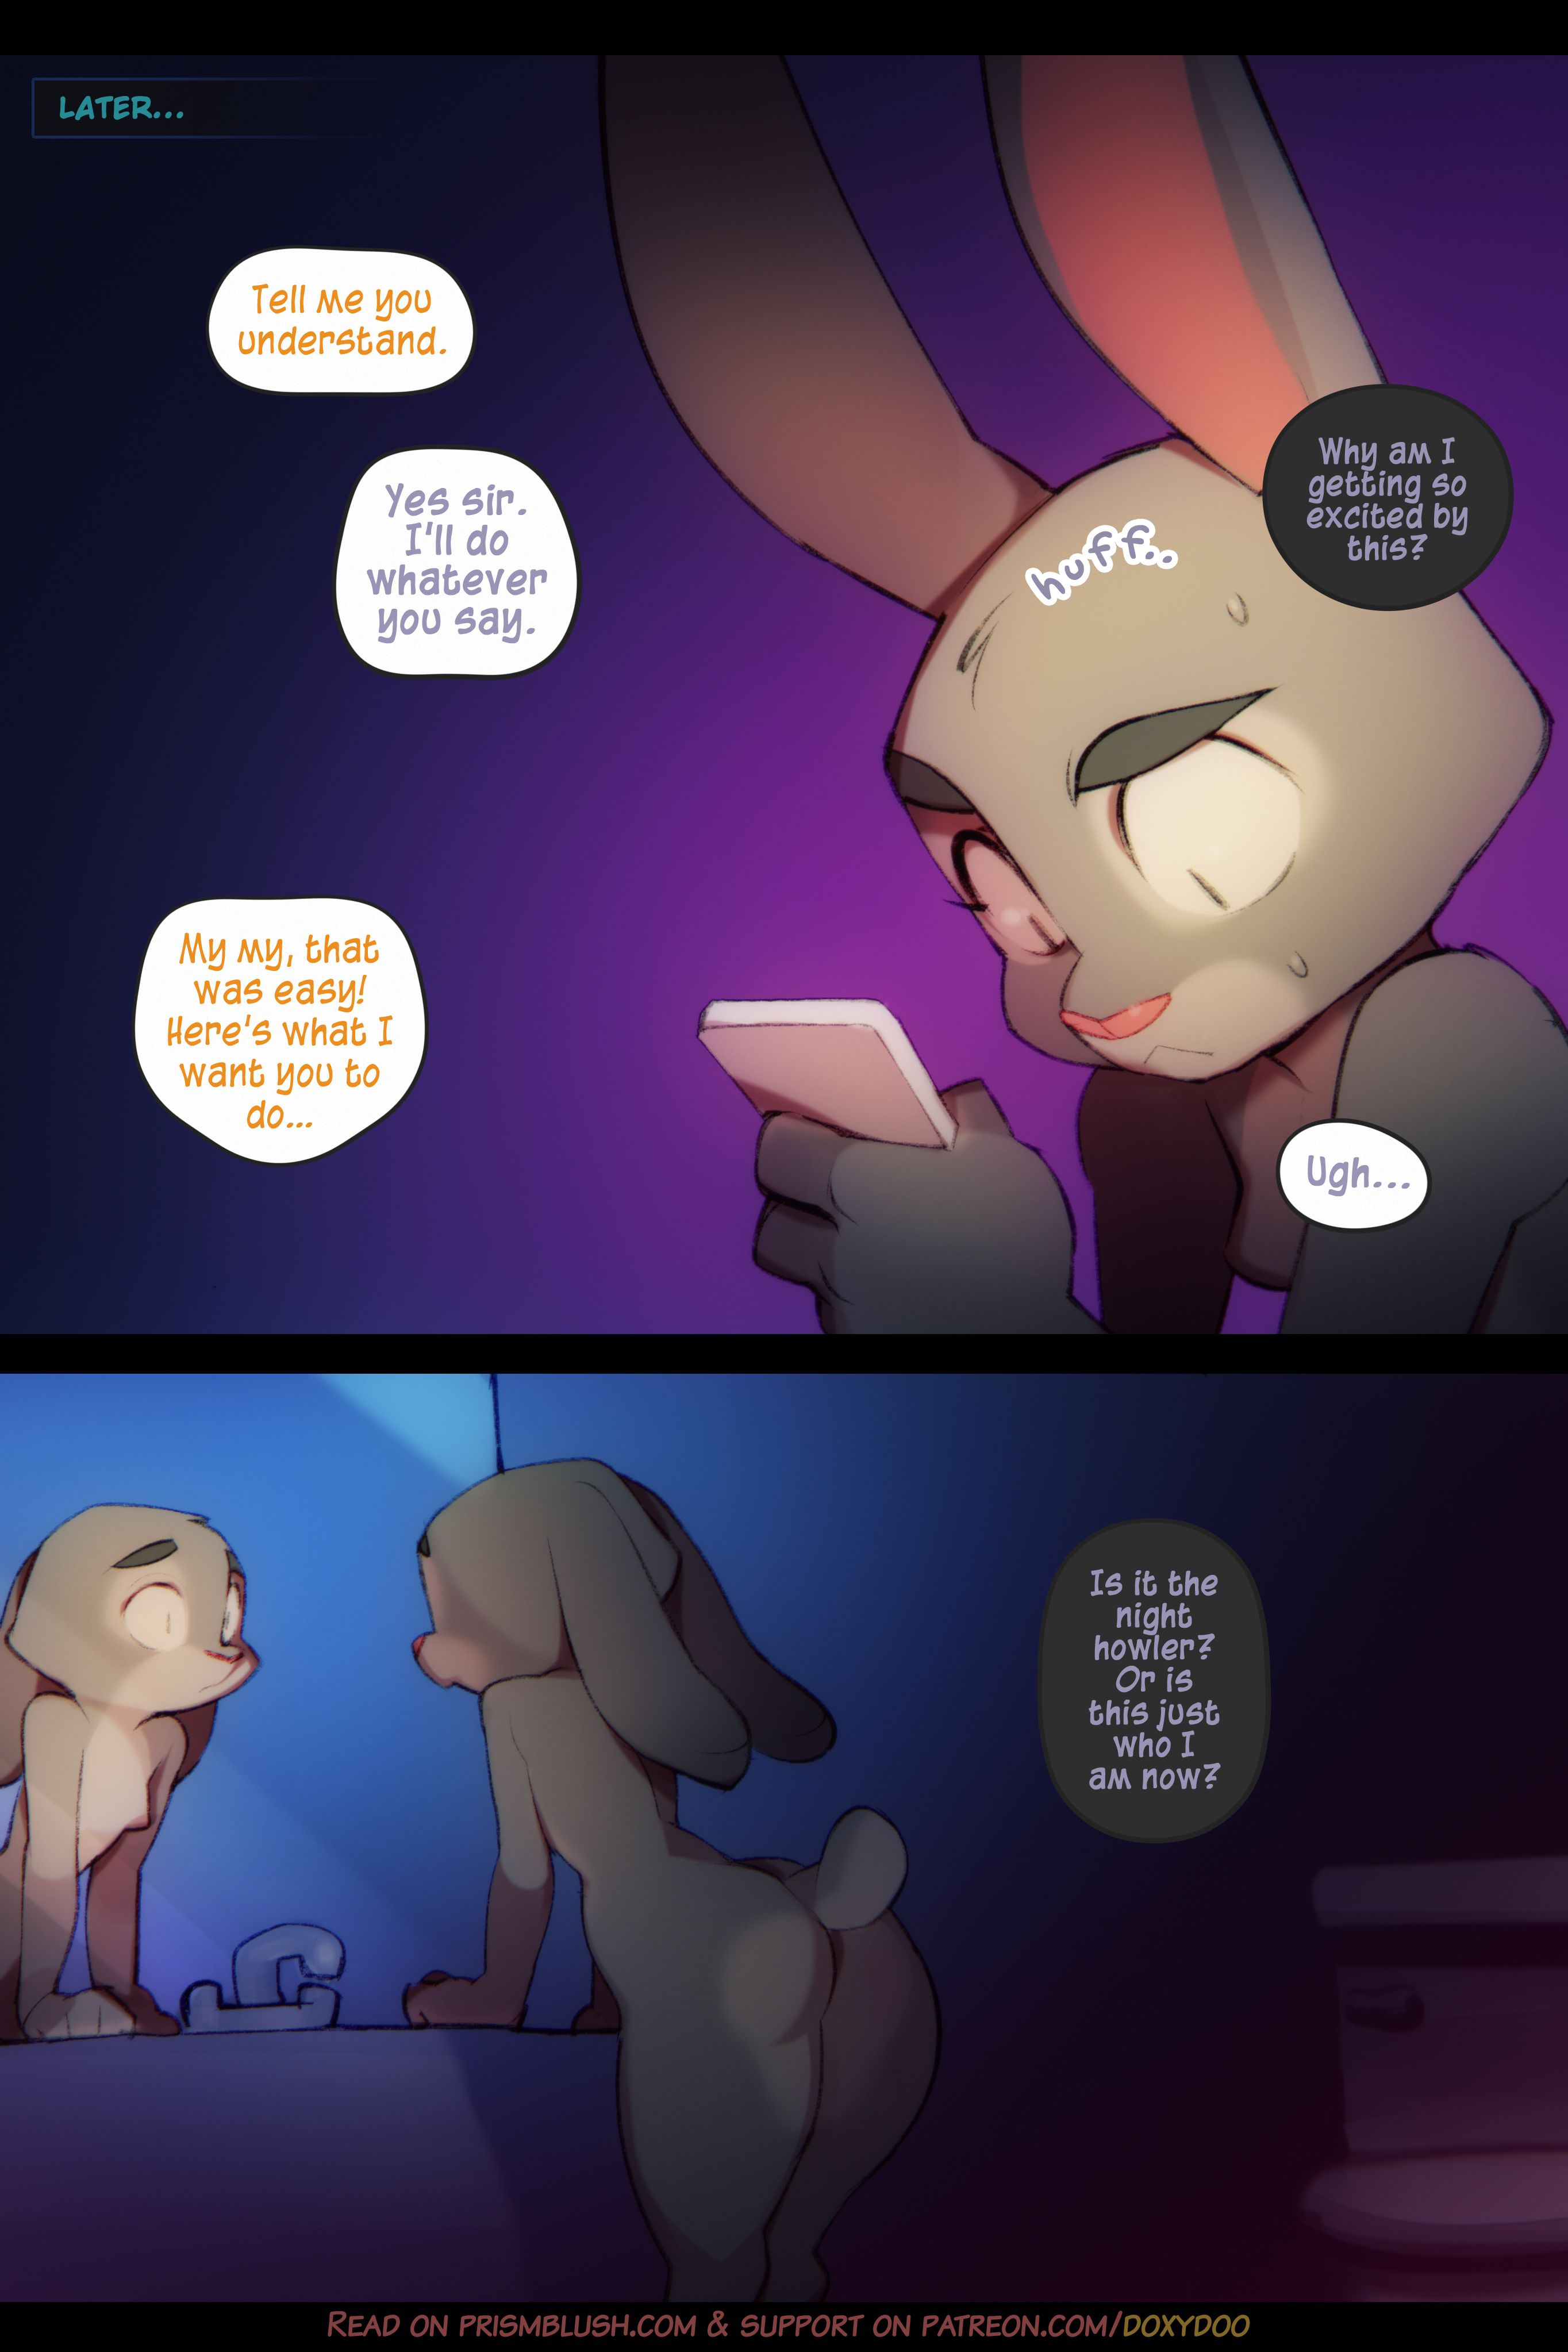 LATER...
Tell me you
understand.
Yes sir.
I'll do
whatever
you say.
Why am I
getting so
excited by
this?
huff..
My my, that
was easy!
Here's what I
want you to
do...
Ugh...
Is it the
night
howler?
Or is
this just
who I
am now?
READ ON PRISMBLUSH.COM & SUPPORT ON PATREON.COM/DOXYDOO